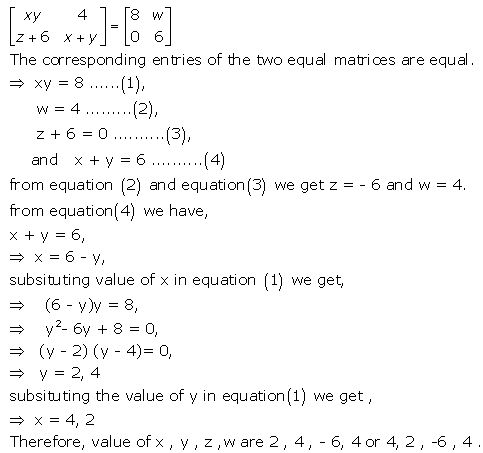 [xy 4] = [8 w]
[z + 6 x + y] [0 6]
The corresponding entries of the two equal matrices are equal.
⇒ xy = 8 ......(1),
w = 4 .........(2),
z + 6 = 0 ..........(3),
and x + y = 6 ..........(4)
from equation (2) and equation(3) we get z = - 6 and w = 4.
from equation(4) we have,
x + y = 6,
⇒ x = 6 - y,
subsituting value of x in equation (1) we get,
⇒ (6 - y)y = 8,
⇒ y²- 6y + 8 = 0,
⇒ (y - 2) (y - 4)= 0,
⇒ y = 2, 4
subsituting the value of y in equation(1) we get ,
⇒ x = 4, 2
Therefore, value of x , y , z ,w are 2 , 4 , - 6, 4 or 4, 2 , -6 , 4 .